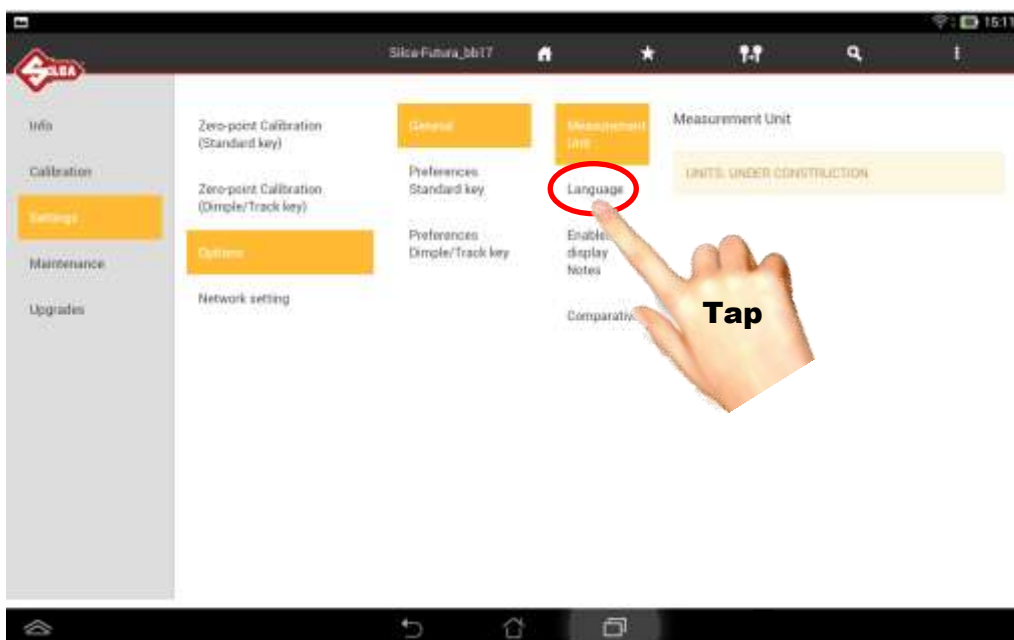 15:11
SILCA
Silca-Futura_bb17
Info
Calibration
Settings
Maintenance
Upgrades
Zero-point Calibration
(Standard key)
Zero-point Calibration
(Dimple/Track key)
Options
Network setting
General
Preferences
Standard key
Preferences
Dimple/Track key
Measurement
Unit
Language
Enable
display
Notes
Measurement Unit
UNITS: UNDER CONSTRUCTION
Tap